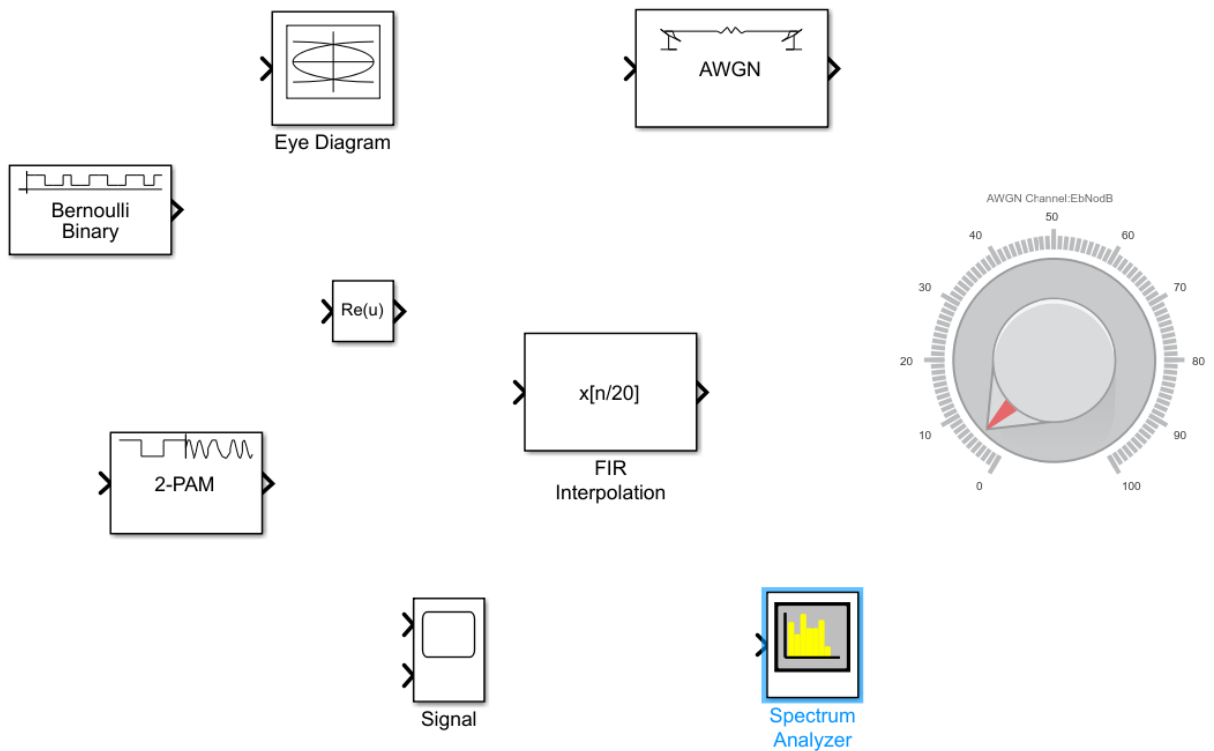 AWGN
Eye Diagram
Bernoulli
Binary
AWGN Channel:EbNodB
50
40
60
30
70
20
80
10
90
0
100
Re(u)
x[n/20]
FIR
Interpolation
2-PAM
Signal
Spectrum
Analyzer